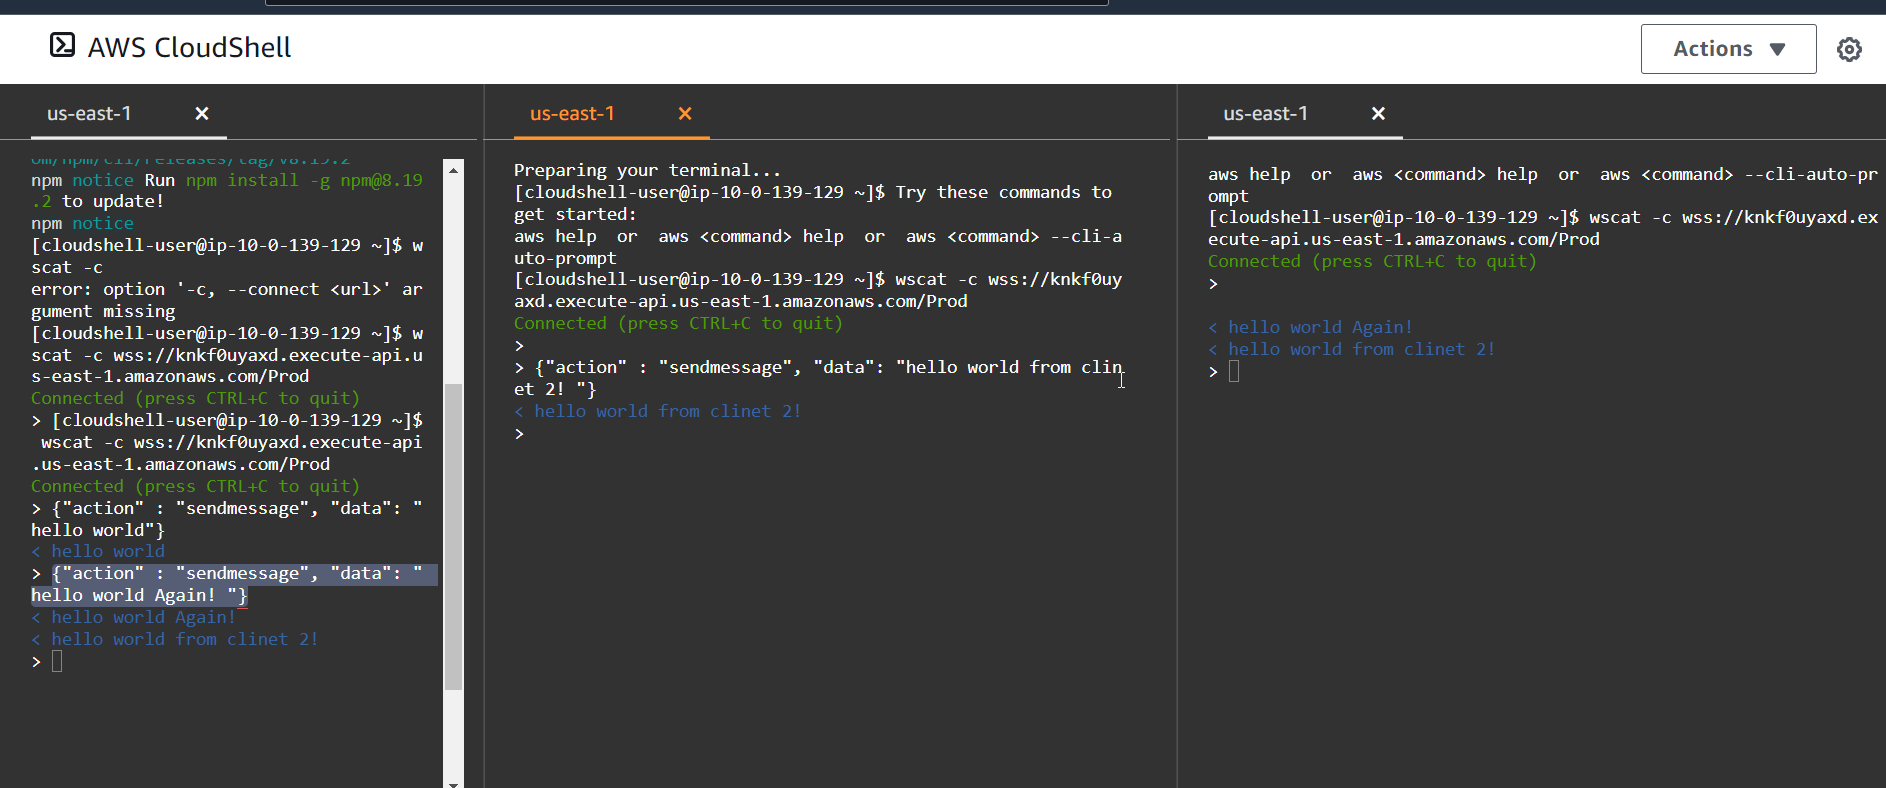 AWS CloudShell
Actions
us-east-1
om/npm/cli/releases/tag/v8.19.2
npm notice Run npm install -g npm@8.19
.2 to update!
npm notice
[cloudshell-user@ip-10-0-139-129 ~]$ w
scat -c
error: option '-c, --connect <url>' ar
gument missing
[cloudshell-user@ip-10-0-139-129 ~]$ w
scat -c wss://knkf0uyaxd.execute-api.u
s-east-1.amazonaws.com/Prod
Connected (press CTRL+C to quit)
> [cloudshell-user@ip-10-0-139-129 ~]$
wscat -c wss://knkf0uyaxd.execute-api
.us-east-1.amazonaws.com/Prod
Connected (press CTRL+C to quit)
> {"action" : "sendmessage", "data": "
hello world"}
< hello world
> {"action" : "sendmessage", "data": "
hello world Again! "}
< hello world Again!
< hello world from clinet 2!
>
us-east-1
Preparing your terminal...
[cloudshell-user@ip-10-0-139-129 ~]$ Try these commands to
get started:
aws help  or  aws <command> help  or  aws <command> --cli-a
uto-prompt
[cloudshell-user@ip-10-0-139-129 ~]$ wscat -c wss://knkf0uy
axd.execute-api.us-east-1.amazonaws.com/Prod
Connected (press CTRL+C to quit)
>
> {"action" : "sendmessage", "data": "hello world from clin
et 2! "}
< hello world from clinet 2!
>
us-east-1
aws help  or  aws <command> help  or  aws <command> --cli-auto-pr
ompt
[cloudshell-user@ip-10-0-139-129 ~]$ wscat -c wss://knkf0uyaxd.ex
ecute-api.us-east-1.amazonaws.com/Prod
Connected (press CTRL+C to quit)
>
< hello world Again!
< hello world from clinet 2!
>